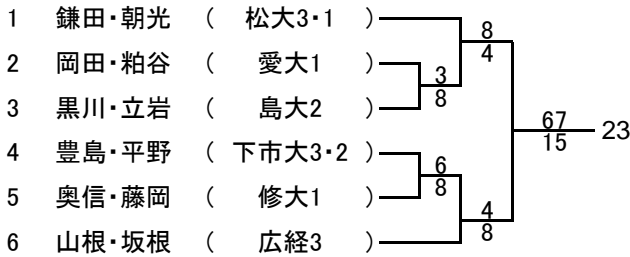 1 鎌田・朝光 ( 松大3・1 )
8
4
2 岡田・粕谷 ( 愛大1 )
3
8
3 黒川・立岩 ( 島大2 )
67
15
23
4 豊島・平野 ( 下市大3・2 )
6
8
5 奥信・藤岡 ( 修大1 )
4
8
6 山根・坂根 ( 広経3 )